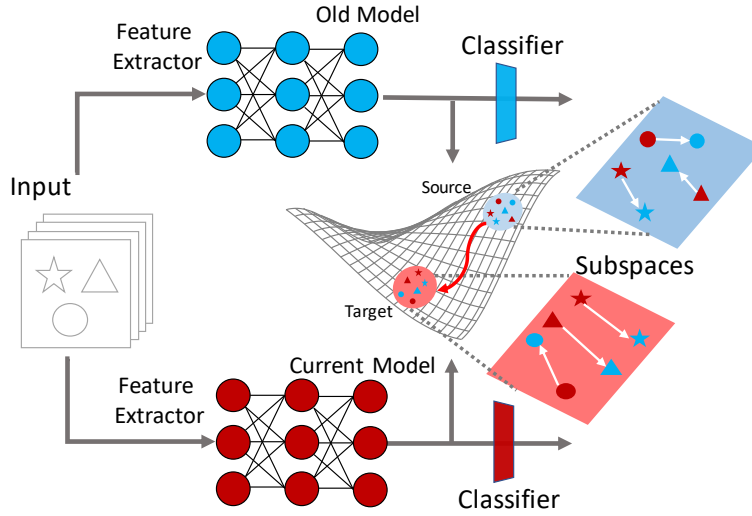 Old Model
Feature
Extractor
Classifier
Input
Source
Subspaces
Target
Current Model
Feature
Extractor
Classifier